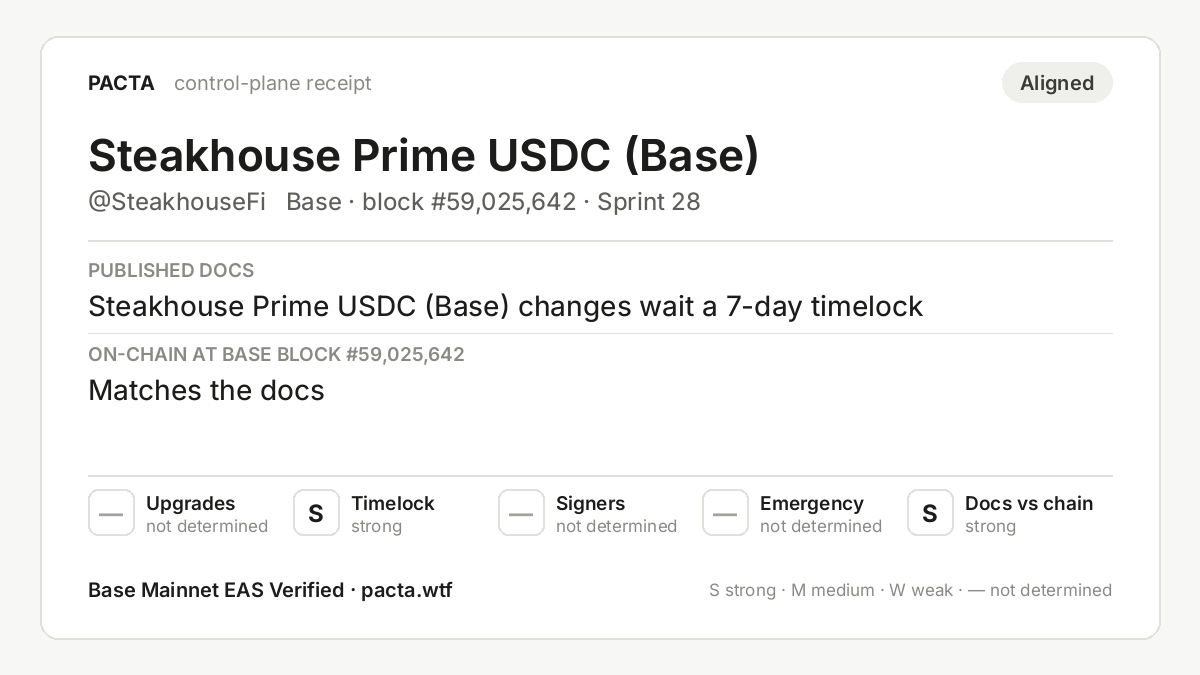 PACTA control-plane receipt Aligned
Steakhouse Prime USDC (Base)
@SteakhouseFi Base · block #59,025,642 · Sprint 28
PUBLISHED DOCS
Steakhouse Prime USDC (Base) changes wait a 7-day timelock
ON-CHAIN AT BASE BLOCK #59,025,642
Matches the docs
— Upgrades
not determined
S Timelock
strong
— Signers
not determined
— Emergency
not determined
S Docs vs chain
strong
Base Mainnet EAS Verified · pacta.wtf
S strong · M medium · W weak · — not determined